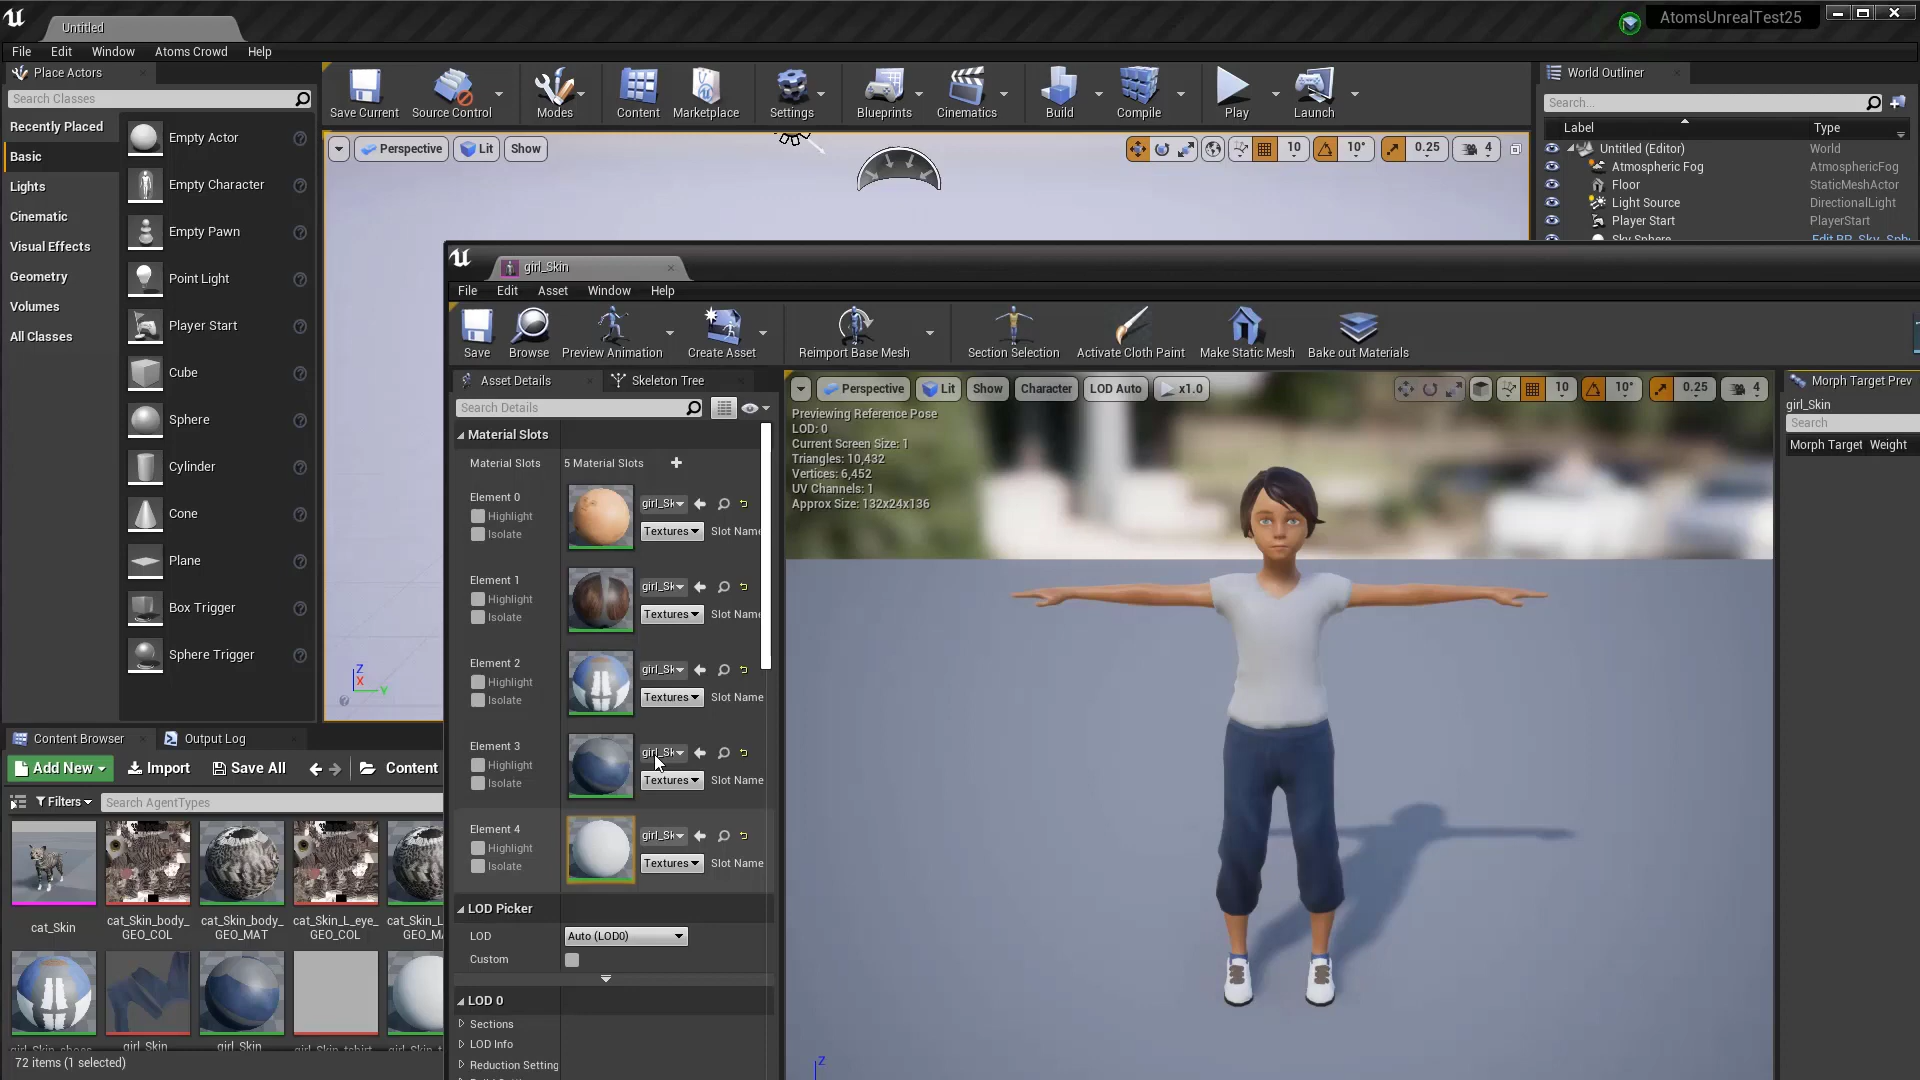 Untitled
AtomsUnrealTest25
File Edit Window Atoms Crowd Help
Place Actors
Search Classes
Recently Placed
Basic
Lights
Cinematic
Visual Effects
Geometry
Volumes
All Classes
Empty Actor
Empty Character
Empty Pawn
Point Light
Player Start
Cube
Sphere
Cylinder
Cone
Plane
Box Trigger
Sphere Trigger
Save Current Source Control Modes Content Marketplace Settings Blueprints Cinematics Build Compile Play Launch
Perspective Lit Show
10 10° 0.25 4
World Outliner
Search...
Label Type
Untitled (Editor) World
Atmospheric Fog AtmosphericFog
Floor StaticMeshActor
Light Source DirectionalLight
Player Start PlayerStart
Sky Sphere Edit BP_Sky_Sph
Z
X
Y
girl_Skin
File Edit Asset Window Help
Save Browse Preview Animation Create Asset Reimport Base Mesh Section Selection Activate Cloth Paint Make Static Mesh Bake out Materials
Asset Details Skeleton Tree
Search Details
Material Slots
Material Slots 5 Material Slots
Element 0
Highlight
Isolate
girl_Sk
Textures Slot Name
Element 1
Highlight
Isolate
girl_Sk
Textures Slot Name
Element 2
Highlight
Isolate
girl_Sk
Textures Slot Name
Element 3
Highlight
Isolate
girl_Sk
Textures Slot Name
Element 4
Highlight
Isolate
girl_Sk
Textures Slot Name
LOD Picker
LOD Auto (LOD0)
Custom
LOD 0
Sections
LOD Info
Reduction Setting
Perspective Lit Show Character LOD Auto x1.0
10 10° 0.25 4
Previewing Reference Pose
LOD: 0
Current Screen Size: 1
Triangles: 10,432
Vertices: 6,452
UV Channels: 1
Approx Size: 132x24x136
Z
Morph Target Prev
girl_Skin
Search
Morph Target Weight
Content Browser Output Log
Add New Import Save All Content
Filters Search AgentTypes
cat_Skin
cat_Skin_body_
GEO_COL
cat_Skin_body_
GEO_MAT
cat_Skin_L_eye_
GEO_COL
cat_Skin_L
GEO_MA
girl_Skin_shoes
girl_Skin
girl_Skin
girl_Skin_tshirt
72 items (1 selected)